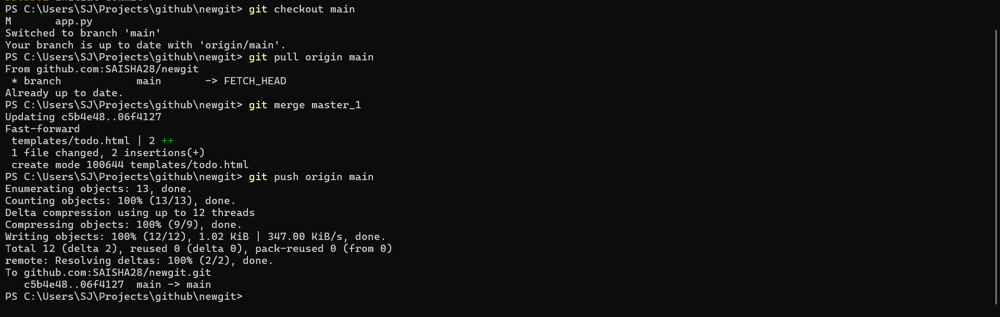 PS C:\Users\SJ\Projects\github\newgit> git checkout main
M       app.py
Switched to branch 'main'
Your branch is up to date with 'origin/main'.
PS C:\Users\SJ\Projects\github\newgit> git pull origin main
From github.com:SAISHA28/newgit
 * branch            main       -> FETCH_HEAD
Already up to date.
PS C:\Users\SJ\Projects\github\newgit> git merge master_1
Updating c5b4e48..06f4127
Fast-forward
 templates/todo.html | 2 ++
 1 file changed, 2 insertions(+)
 create mode 100644 templates/todo.html
PS C:\Users\SJ\Projects\github\newgit> git push origin main
Enumerating objects: 13, done.
Counting objects: 100% (13/13), done.
Delta compression using up to 12 threads
Compressing objects: 100% (9/9), done.
Writing objects: 100% (12/12), 1.02 KiB | 347.00 KiB/s, done.
Total 12 (delta 2), reused 0 (delta 0), pack-reused 0 (from 0)
remote: Resolving deltas: 100% (2/2), done.
To github.com:SAISHA28/newgit.git
   c5b4e48..06f4127  main -> main
PS C:\Users\SJ\Projects\github\newgit>